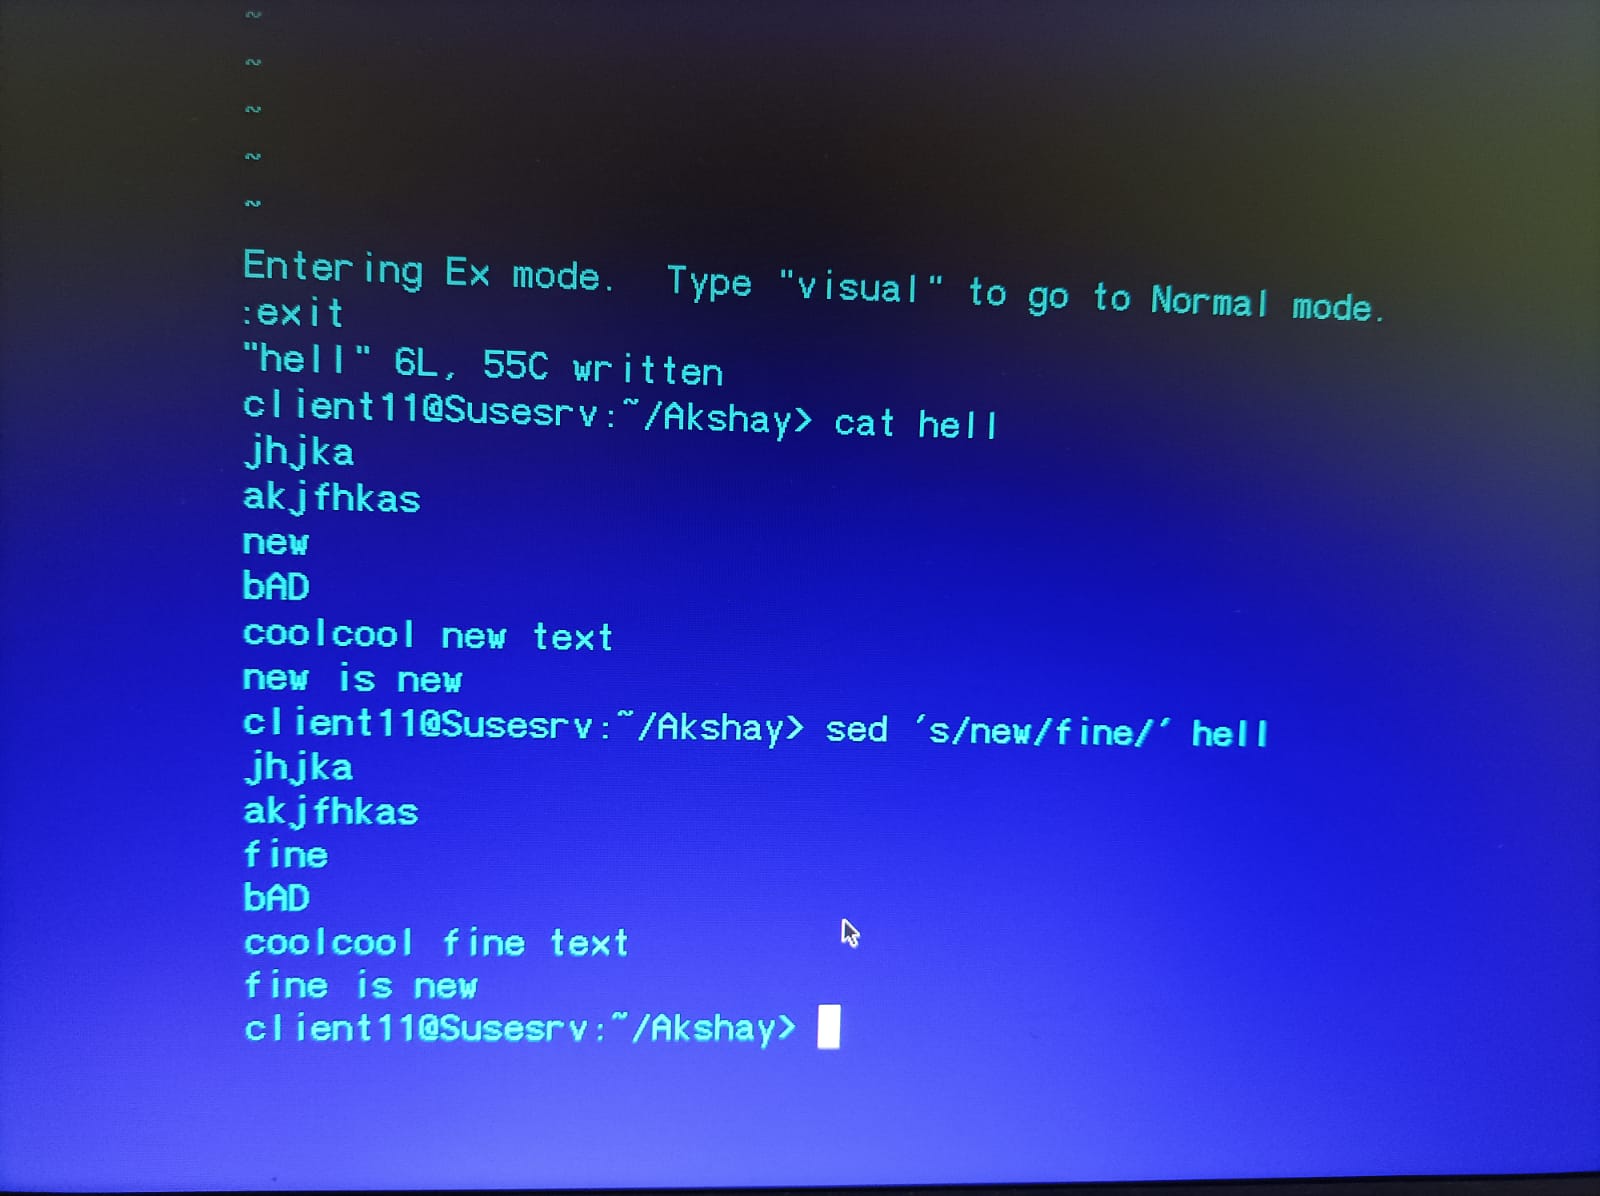 ~
~
~
~
~
Entering Ex mode.  Type "visual" to go to Normal mode.
:exit
"hell" 6L, 55C written
client11@Susesrv:~/Akshay> cat hell
jhjka
akjfhkas
new
bAD
coolcool new text
new is new
client11@Susesrv:~/Akshay> sed 's/new/fine/' hell
jhjka
akjfhkas
fine
bAD
coolcool fine text
fine is new
client11@Susesrv:~/Akshay>